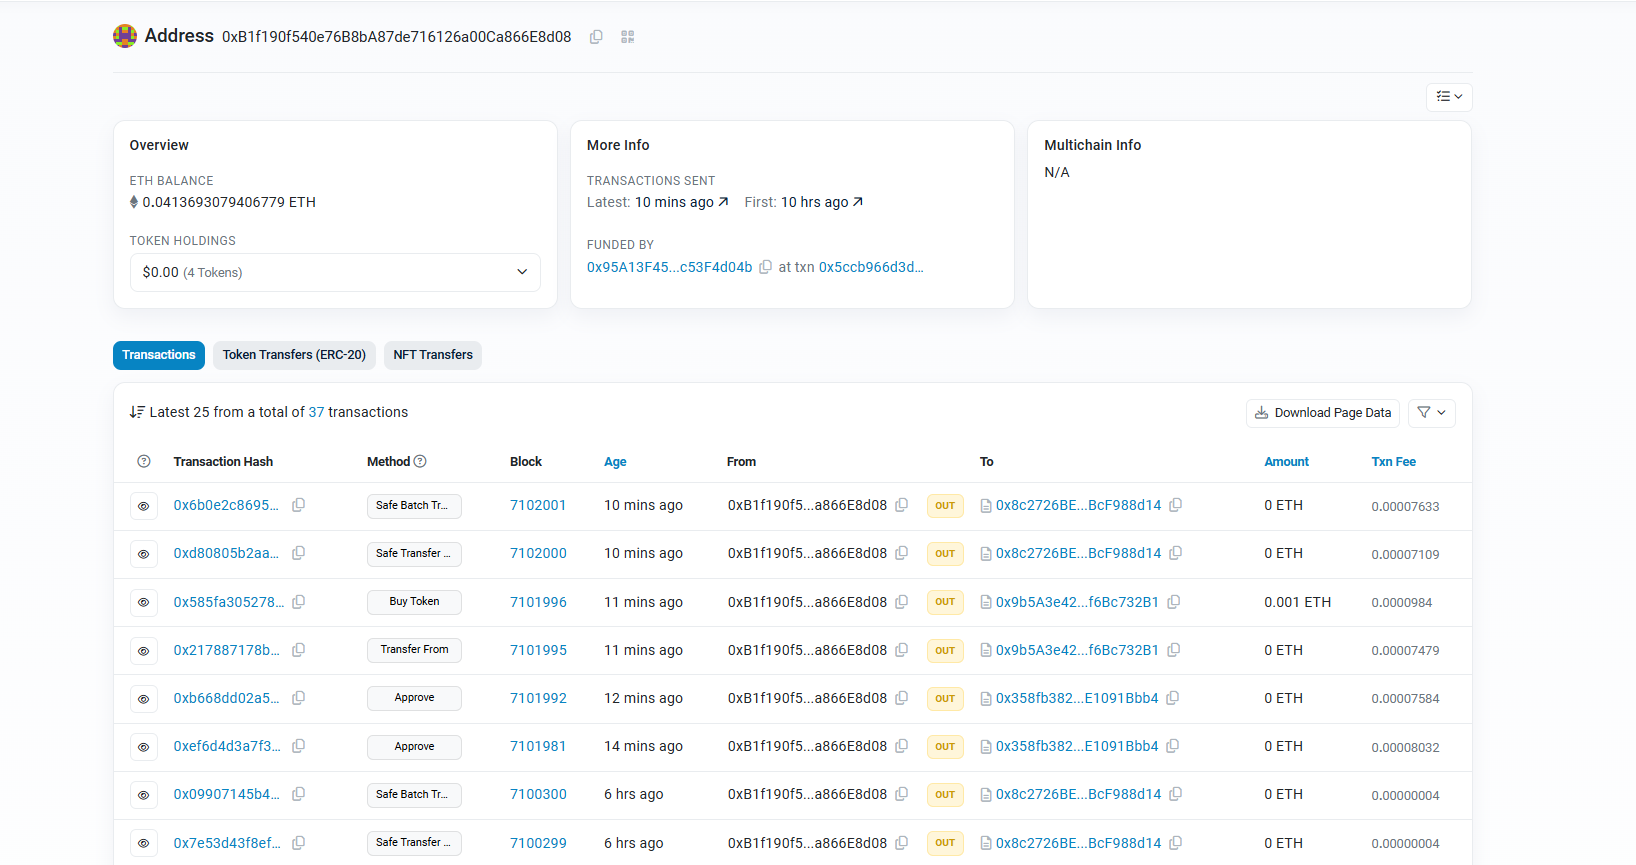 Address 0xB1f190f540e76B8bA87de716126a00Ca866E8d08
Overview
ETH BALANCE
0.0413693079406779 ETH
TOKEN HOLDINGS
$0.00 (4 Tokens)
More Info
TRANSACTIONS SENT
Latest: 10 mins ago First: 10 hrs ago
FUNDED BY
0x95A13F45...c53F4d04b at txn 0x5ccb966d3d...
Multichain Info
N/A
Transactions Token Transfers (ERC-20) NFT Transfers
Latest 25 from a total of 37 transactions Download Page Data
Transaction Hash Method Block Age From To Amount Txn Fee
0x6b0e2c8695... Safe Batch Tr... 7102001 10 mins ago 0xB1f190f5...a866E8d08 OUT 0x8c2726BE...BcF988d14 0 ETH 0.00007633
0xd80805b2aa... Safe Transfer ... 7102000 10 mins ago 0xB1f190f5...a866E8d08 OUT 0x8c2726BE...BcF988d14 0 ETH 0.00007109
0x585fa305278... Buy Token 7101996 11 mins ago 0xB1f190f5...a866E8d08 OUT 0x9b5A3e42...f6Bc732B1 0.001 ETH 0.0000984
0x217887178b... Transfer From 7101995 11 mins ago 0xB1f190f5...a866E8d08 OUT 0x9b5A3e42...f6Bc732B1 0 ETH 0.00007479
0xb668dd02a5... Approve 7101992 12 mins ago 0xB1f190f5...a866E8d08 OUT 0x358fb382...E1091Bbb4 0 ETH 0.00007584
0xef6d4d3a7f3... Approve 7101981 14 mins ago 0xB1f190f5...a866E8d08 OUT 0x358fb382...E1091Bbb4 0 ETH 0.00008032
0x09907145b4... Safe Batch Tr... 7100300 6 hrs ago 0xB1f190f5...a866E8d08 OUT 0x8c2726BE...BcF988d14 0 ETH 0.00000004
0x7e53d43f8ef... Safe Transfer ... 7100299 6 hrs ago 0xB1f190f5...a866E8d08 OUT 0x8c2726BE...BcF988d14 0 ETH 0.00000004